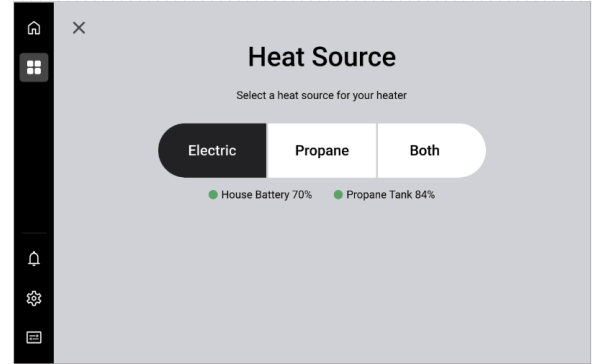 Heat Source
Select a heat source for your heater
Electric Propane Both
House Battery 70% Propane Tank 84%